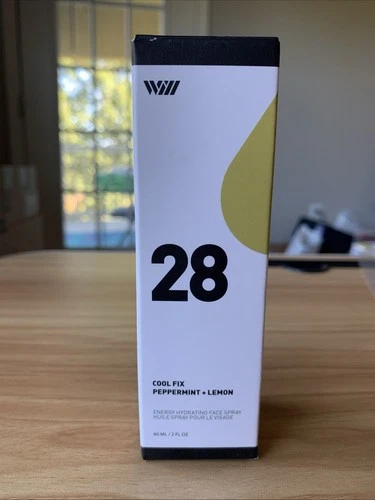 Will
28
COOL FIX
PEPPERMINT + LEMON
ENERGY HYDRATING FACE SPRAY
HUILE SPRAY POUR LE VISAGE
60 ML / 2 FL OZ